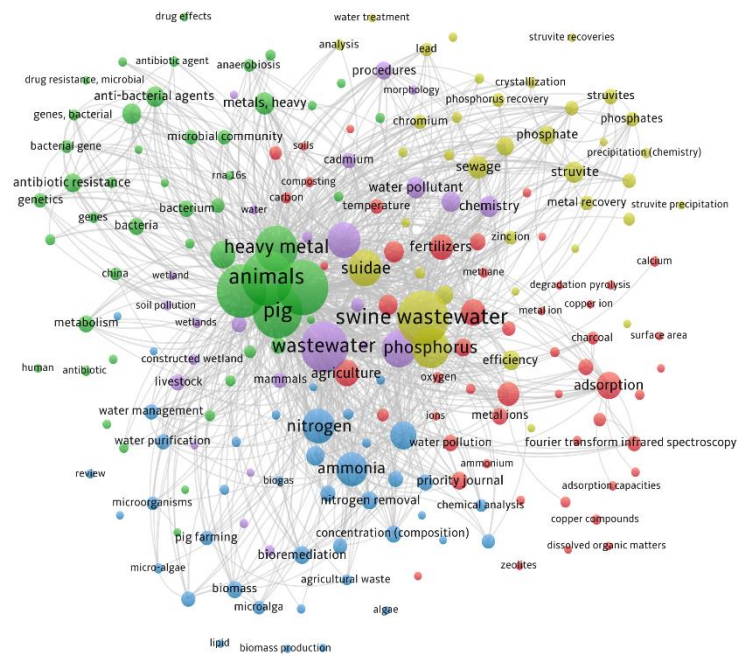 drug effects
water treatment
struvite recoveries
analysis
lead
antibiotic agent
anaerobiosis
procedures
drug resistance, microbial
crystallization
anti-bacterial agents
metals, heavy
morphology
phosphorus recovery
struvites
genes, bacterial
chromium
phosphates
microbial community
phosphate
bacterial gene
soils
precipitation (chemistry)
cadmium
sewage
struvite
rna 16s
antibiotic resistance
composting
water pollutant
genetics
carbon
chemistry
metal recovery
struvite precipitation
bacterium
water
temperature
genes
bacteria
zinc ion
heavy metal
fertilizers
calcium
suidae
methane
china
wetland
animals
degradation pyrolysis
soil pollution
pig
metal ion
copper ion
swine wastewater
metabolism
wetlands
surface area
charcoal
wastewater
phosphorus
constructed wetland
efficiency
human
antibiotic
agriculture
oxygen
livestock
mammals
adsorption
water management
ions
metal ions
nitrogen
water purification
water pollution
fourier transform infrared spectroscopy
ammonia
ammonium
review
biogas
priority journal
adsorption capacities
microorganisms
nitrogen removal
chemical analysis
copper compounds
pig farming
concentration (composition)
dissolved organic matters
bioremediation
micro-algae
zeolites
agricultural waste
biomass
microalga
algae
lipid
biomass production